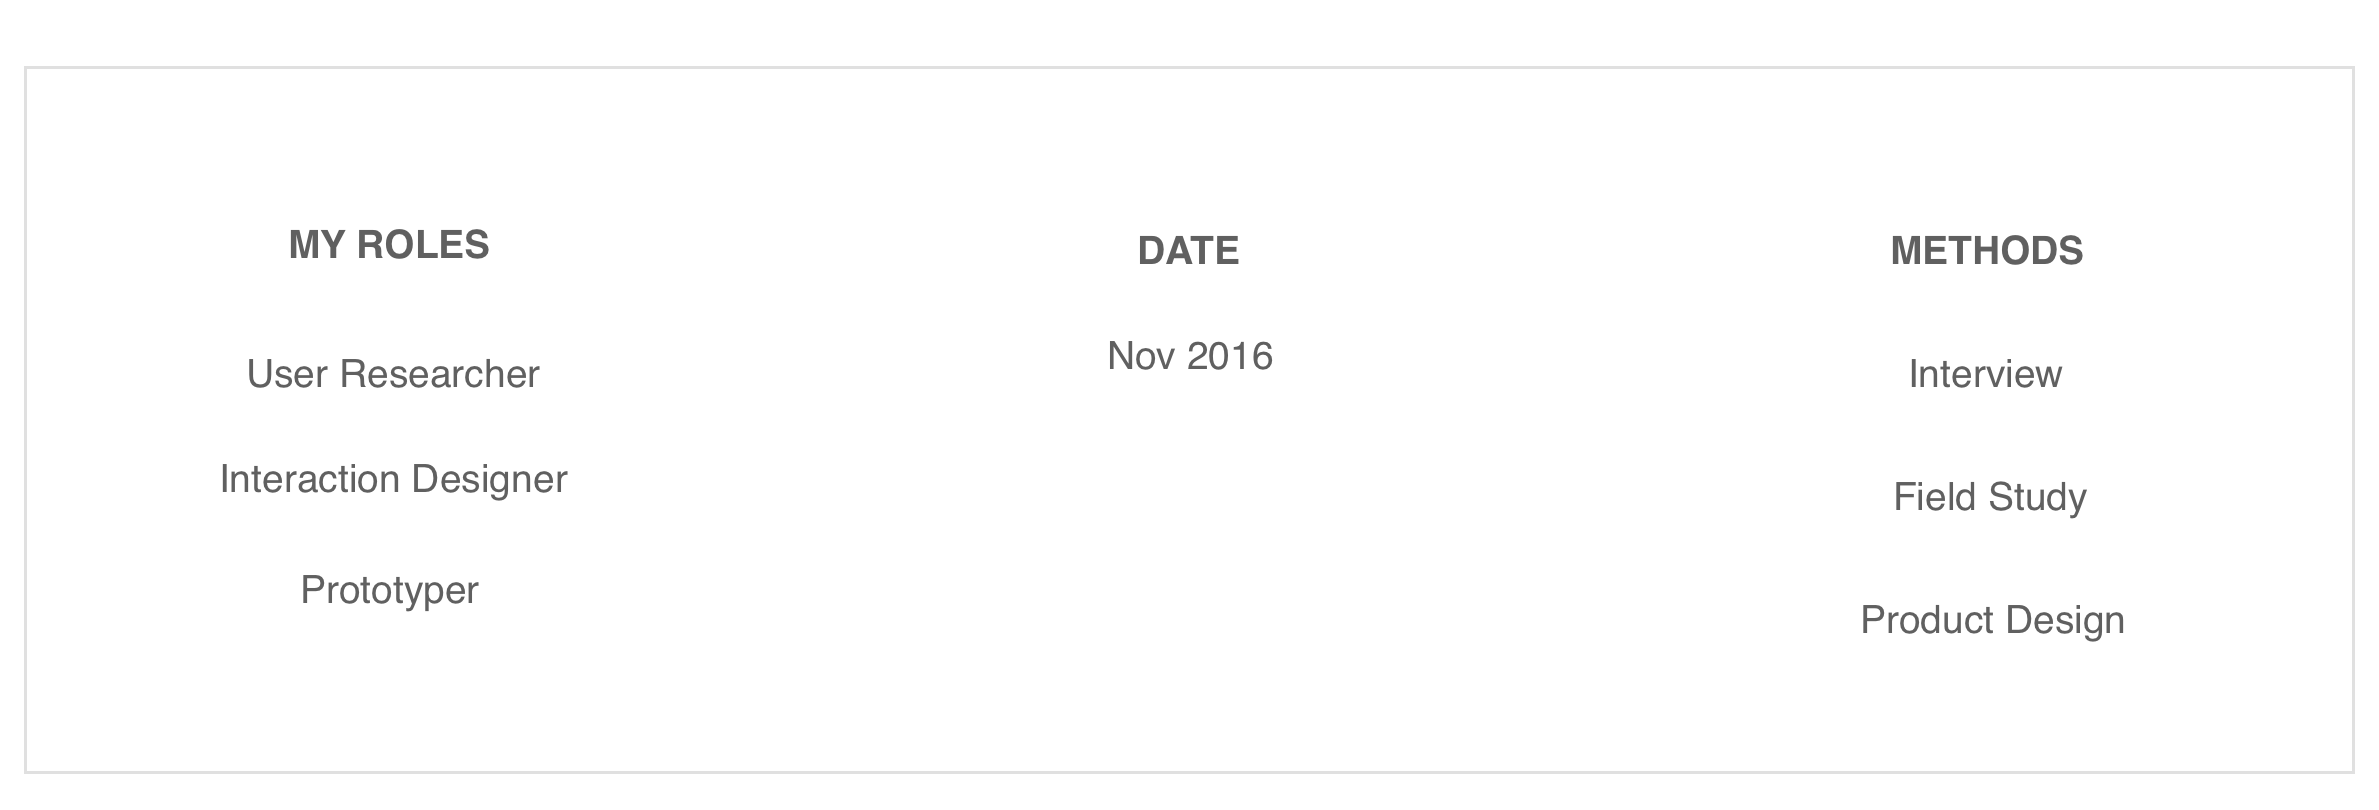 MY ROLES
User Researcher
Interaction Designer
Prototyper
DATE
Nov 2016
METHODS
Interview
Field Study
Product Design